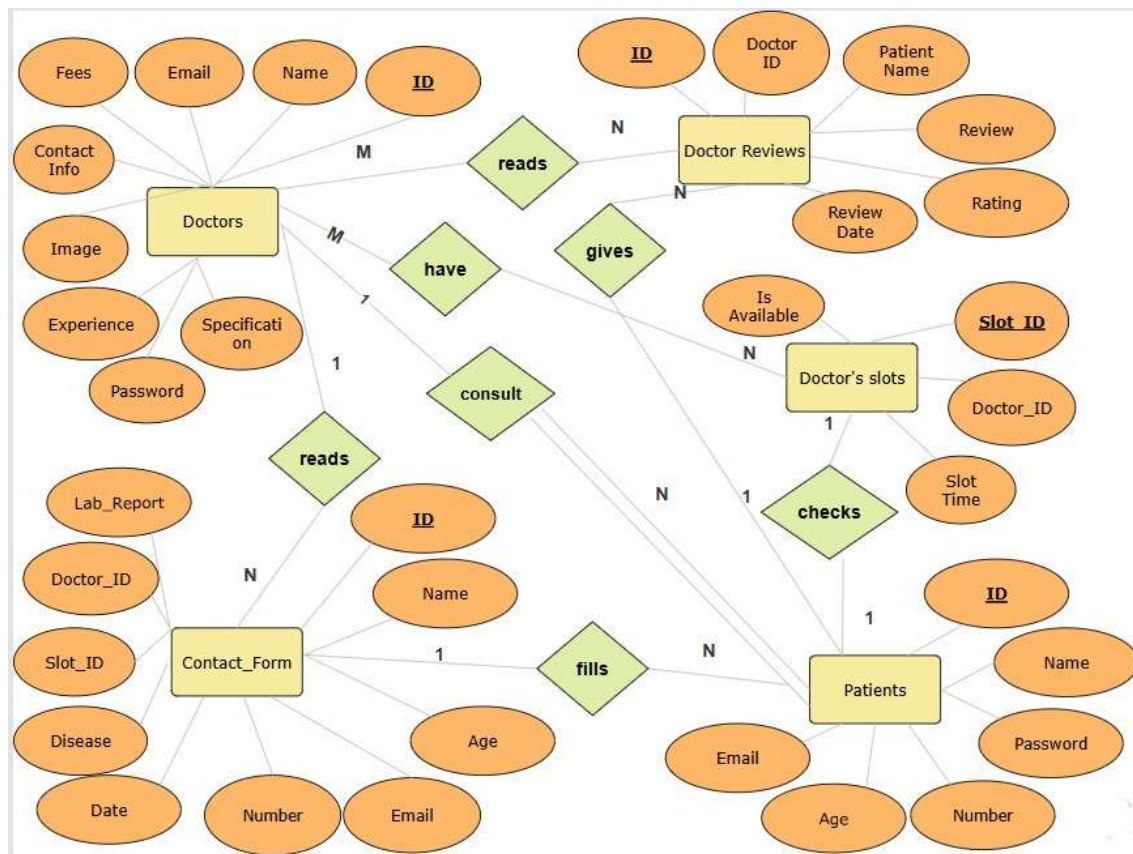 Fees
Email
Name
ID
Contact
Info
Doctors
Image
Experience
Specificati
on
Password
M
reads
N
ID
Doctor
ID
Patient
Name
Doctor Reviews
Review
Rating
Review
Date
N
gives
M
have
N
1
consult
N
1
reads
N
Is
Available
Slot_ID
Doctor's slots
Doctor_ID
Slot
Time
1
checks
1
1
Lab_Report
ID
Doctor_ID
Name
Slot_ID
Contact_Form
1
fills
N
Disease
Age
Date
Number
Email
ID
Name
Patients
Password
Email
Age
Number